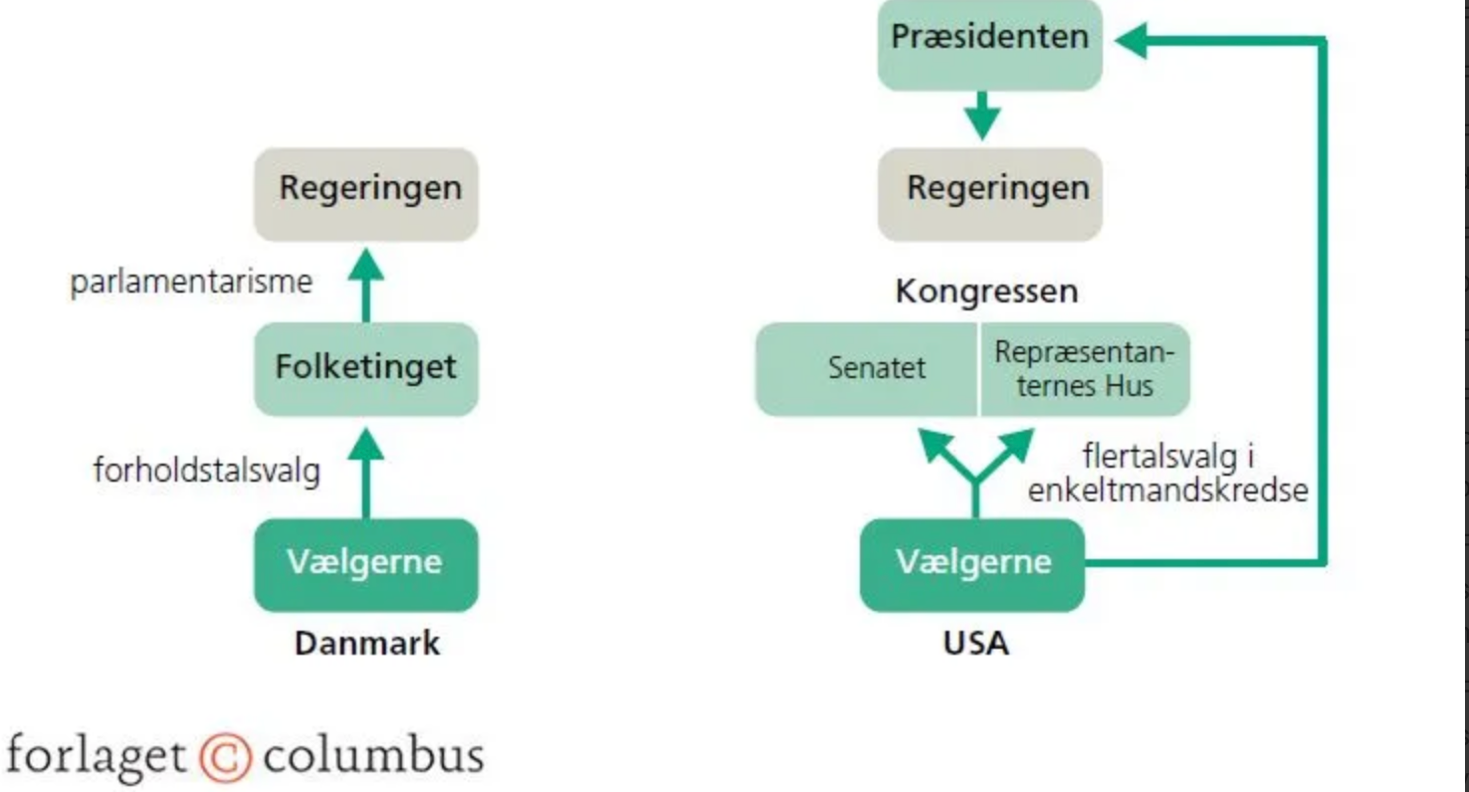 Regeringen
parlamentarisme
Folketinget
forholdstalsvalg
Vælgerne
Danmark
Præsidenten
Regeringen
Kongressen
Senatet
Repræsentan-
ternes Hus
flertalsvalg i
enkeltmandskredse
Vælgerne
USA
forlaget © columbus